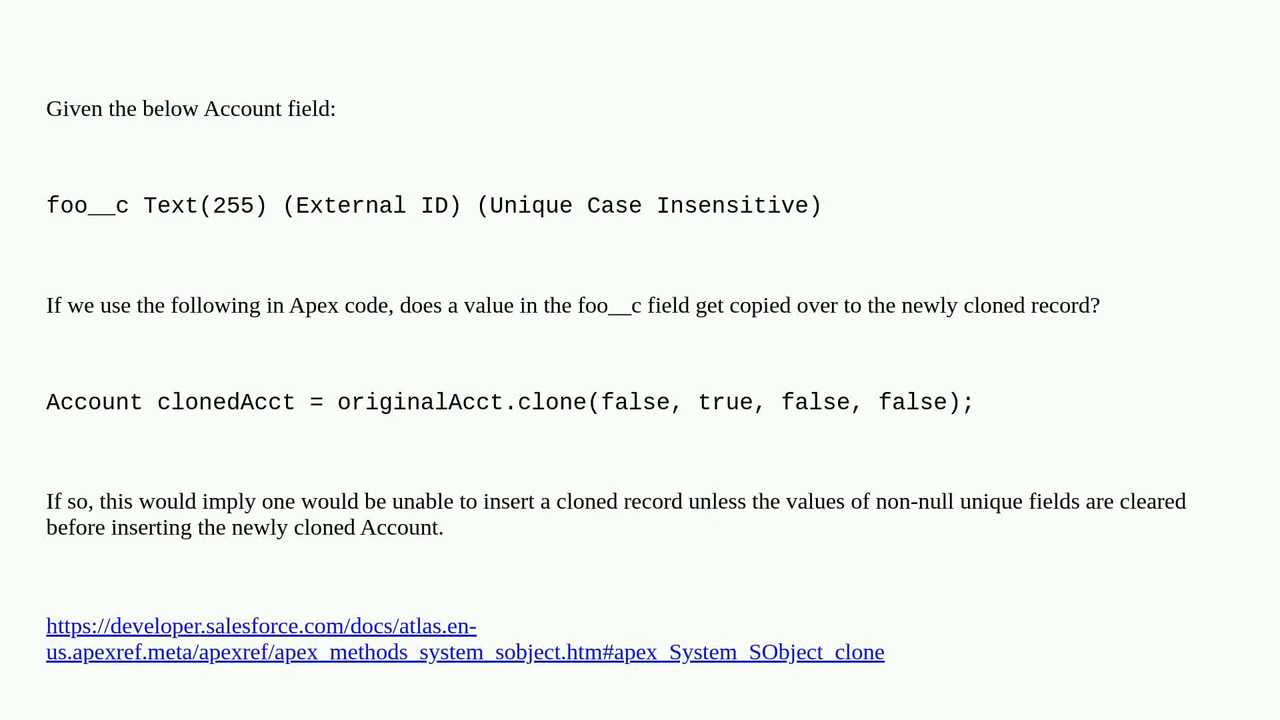 Given the below Account field:
foo__c Text(255) (External ID) (Unique Case Insensitive)
If we use the following in Apex code, does a value in the foo__c field get copied over to the newly cloned record?
Account clonedAcct = originalAcct.clone(false, true, false, false);
If so, this would imply one would be unable to insert a cloned record unless the values of non-null unique fields are cleared
before inserting the newly cloned Account.
https://developer.salesforce.com/docs/atlas.en-
us.apexref.meta/apexref/apex_methods_system_sobject.htm#apex_System_SObject_clone